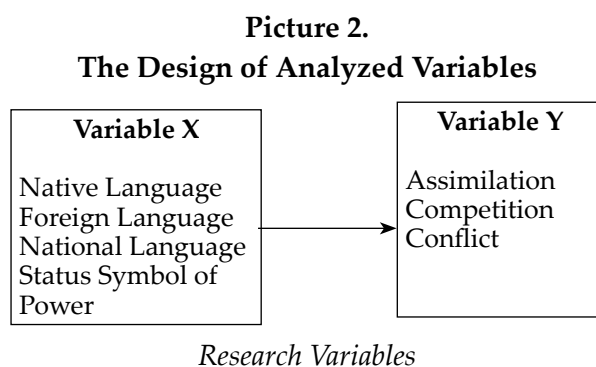 Picture 2.
The Design of Analyzed Variables
Variable X
Native Language
Foreign Language
National Language
Status Symbol of
Power
Variable Y
Assimilation
Competition
Conflict
Research Variables